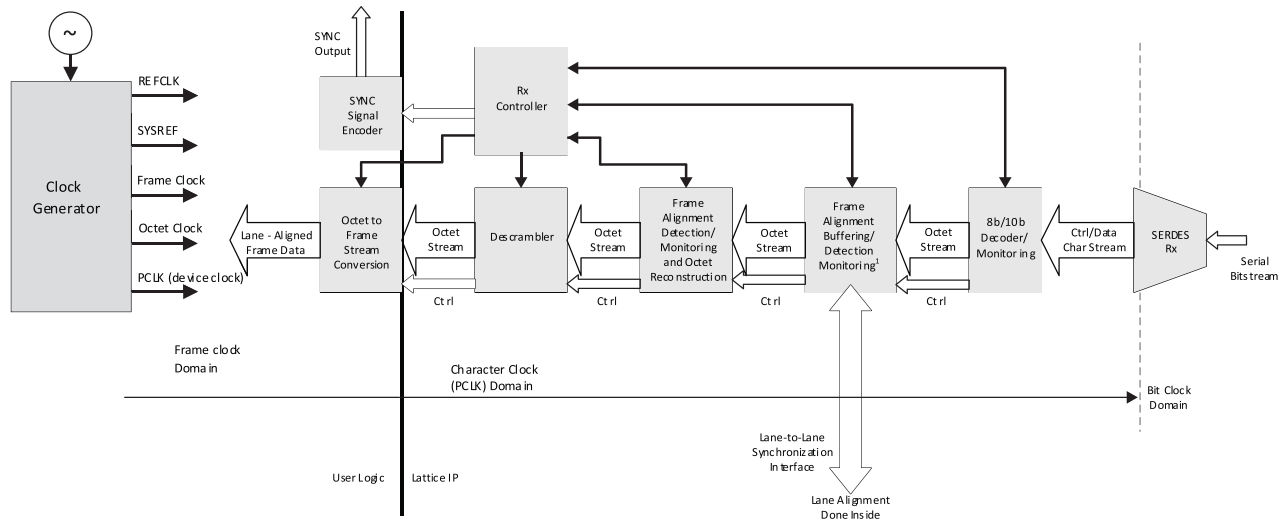 ~
Clock
Generator
REFCLK
SYSREF
Frame Clock
Octet Clock
PCLK (device clock)
SYNC
Output
SYNC
Signal
Encoder
Rx
Controller
Lane - Aligned
Frame Data
Octet to
Frame
Stream
Conversion
Octet
Stream
Ctrl
Descrambler
Octet
Stream
Ctrl
Frame
Alignment
Detection/
Monitoring
and Octet
Reconstruction
Octet
Stream
Ctrl
Frame
Alignment
Buffering/
Detection
Monitoring1
Octet
Stream
Ctrl
8b/10b
Decoder/
Monitoring
Ctrl/Data
Char Stream
SERDES
Rx
Serial
Bitstream
Frame clock
Domain
Character Clock
(PCLK) Domain
Bit Clock
Domain
Lane-to-Lane
Synchronization
Interface
User Logic
Lattice IP
Lane Alignment
Done Inside